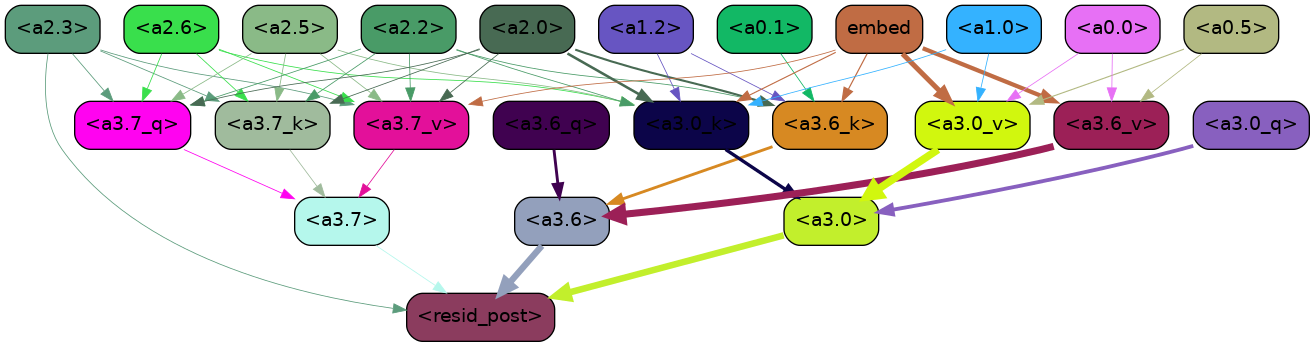 <a2.3> <a2.6> <a2.5> <a2.2> <a2.0> <a1.2> <a0.1> embed <a1.0> <a0.0> <a0.5>
<a3.7_q> <a3.7_k> <a3.7_v> <a3.6_q> <a3.0_k> <a3.6_k> <a3.0_v> <a3.6_v> <a3.0_q>
<a3.7> <a3.6> <a3.0>
<resid_post>